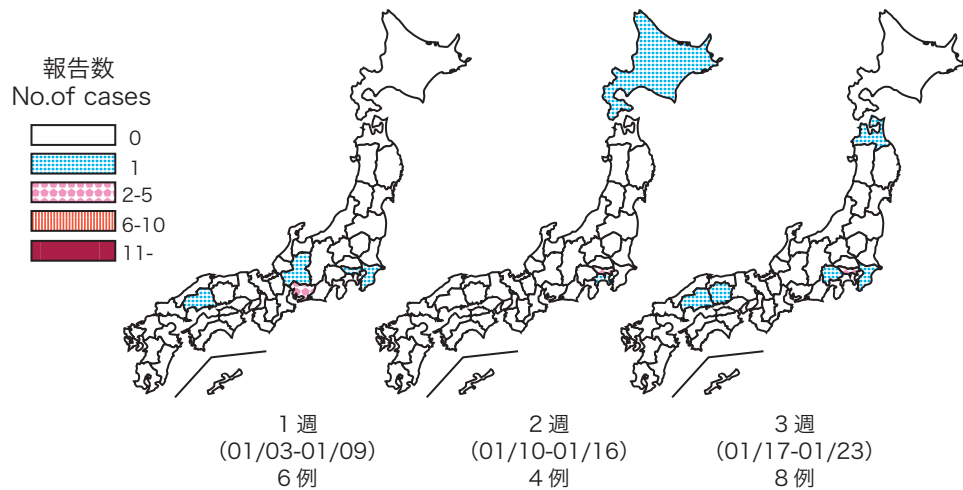 報告数
No.of cases
0
1
2-5
6-10
11-
1 週
(01/03-01/09)
6 例
2 週
(01/10-01/16)
4 例
3 週
(01/17-01/23)
8 例